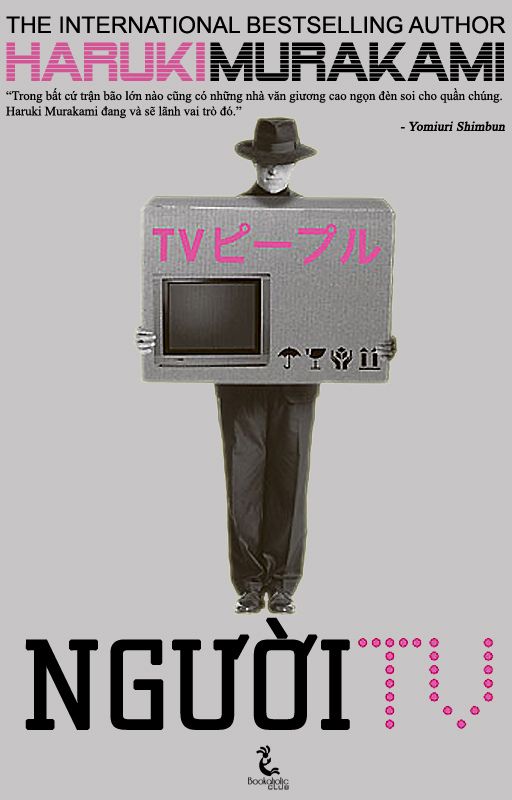 THE INTERNATIONAL BESTSELLING AUTHOR
HARUKIMURAKAMI
“Trong bất cứ trận bão lớn nào cũng có những nhà văn giương cao ngọn đèn soi cho quần chúng.
Haruki Murakami đang và sẽ lãnh vai trò đó.”
- Yomiuri Shimbun
TVピープル
NGƯỜI TV
Bookaholic
CLUB